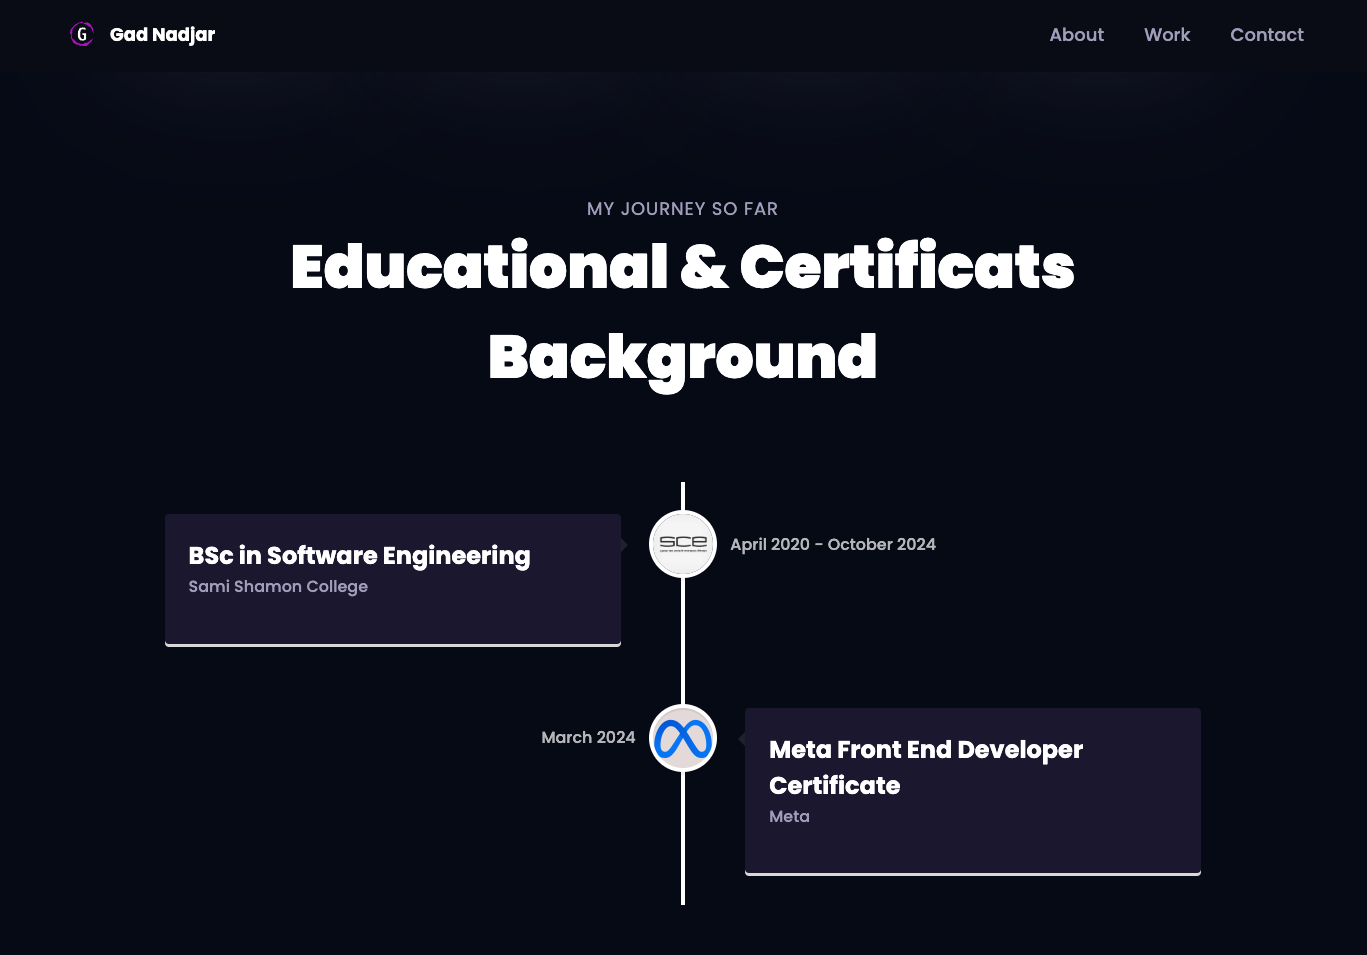 G
Gad Nadjar
About
Work
Contact
MY JOURNEY SO FAR
Educational & Certificats
Background
BSc in Software Engineering
Sami Shamon College
sce
April 2020 - October 2024
March 2024
Meta Front End Developer
Certificate
Meta